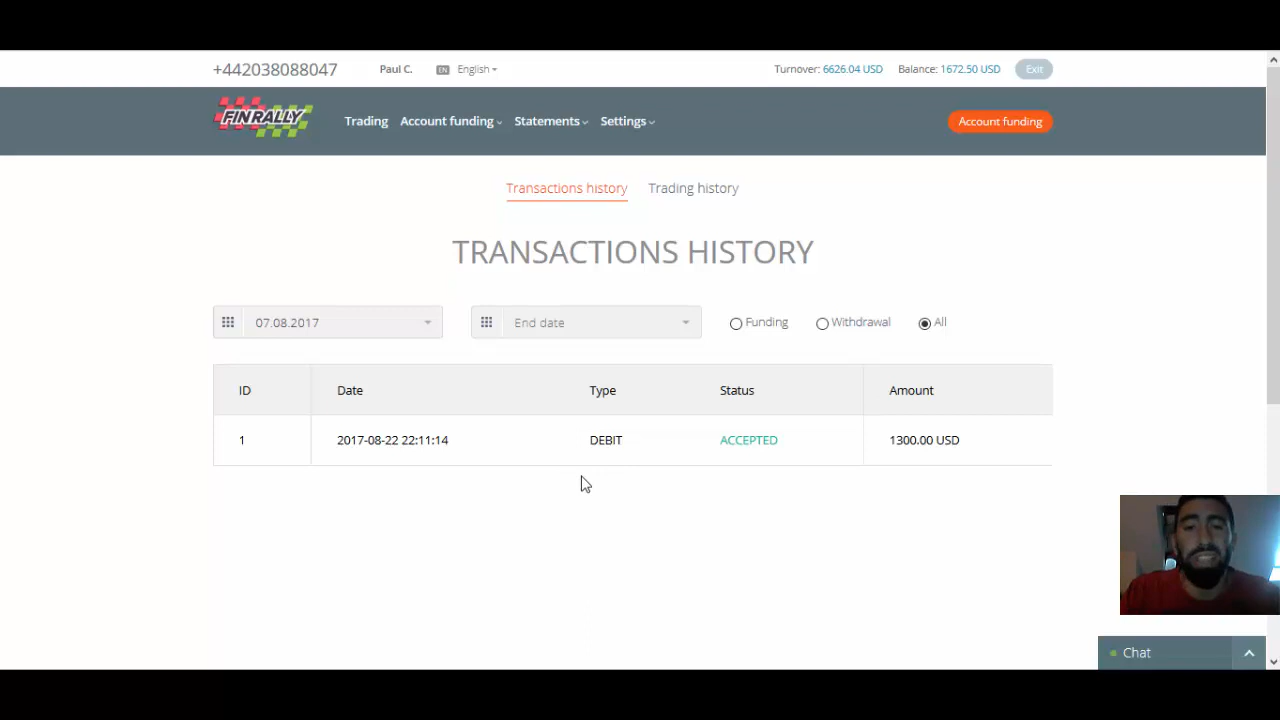 +442038088047 Paul C. EN English Turnover: 6626.04 USD Balance: 1672.50 USD Exit
FINRALLY Trading Account funding Statements Settings Account funding
Transactions history Trading history
TRANSACTIONS HISTORY
07.08.2017 End date Funding Withdrawal All
ID Date Type Status Amount
1 2017-08-22 22:11:14 DEBIT ACCEPTED 1300.00 USD
Chat